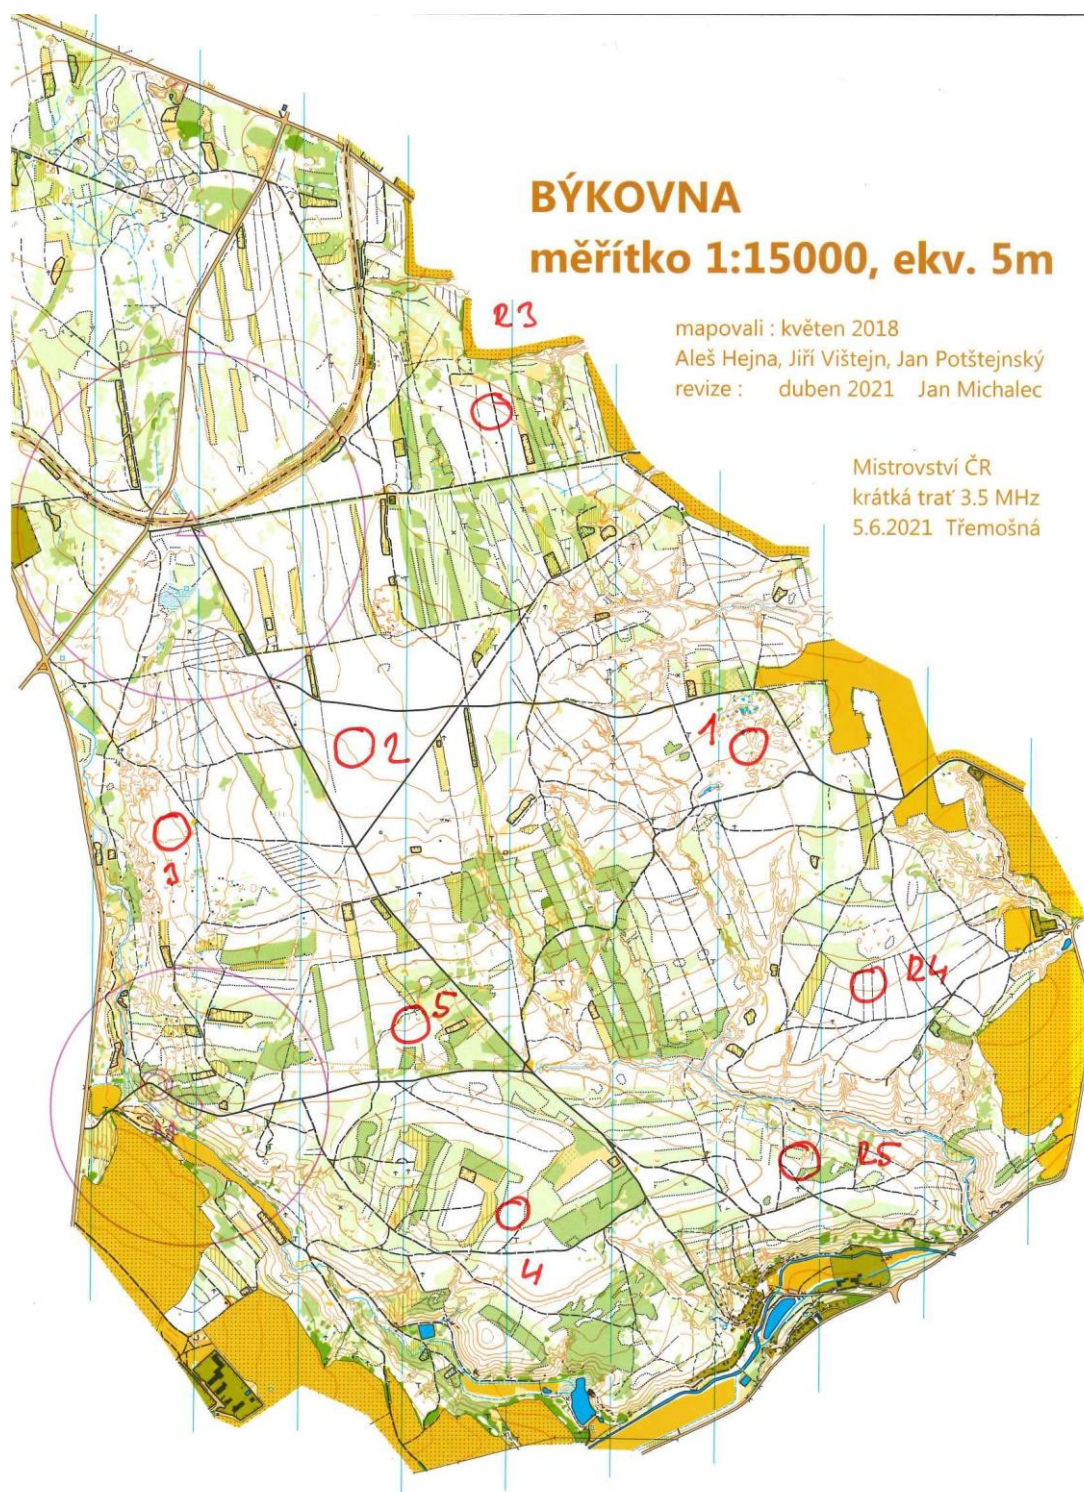 BÝKOVNA
měřítko 1:15000, ekv. 5m
R3
mapovali : květen 2018
Aleš Hejna, Jiří Vištejn, Jan Potštejnský
revize : duben 2021 Jan Michalec
Mistrovství ČR
krátká trať 3.5 MHz
5.6.2021 Třemošná
1
2
3
R4
5
R5
4